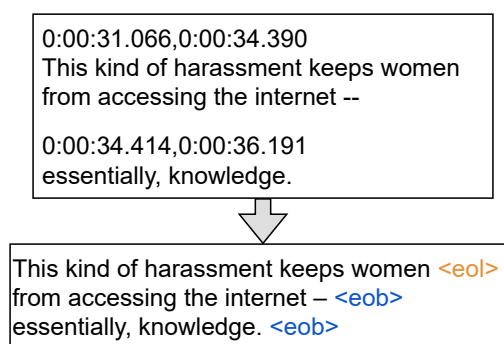 0:00:31.066,0:00:34.390
This kind of harassment keeps women
from accessing the internet --
0:00:34.414,0:00:36.191
essentially, knowledge.
This kind of harassment keeps women <eol>
from accessing the internet – <eob>
essentially, knowledge. <eob>